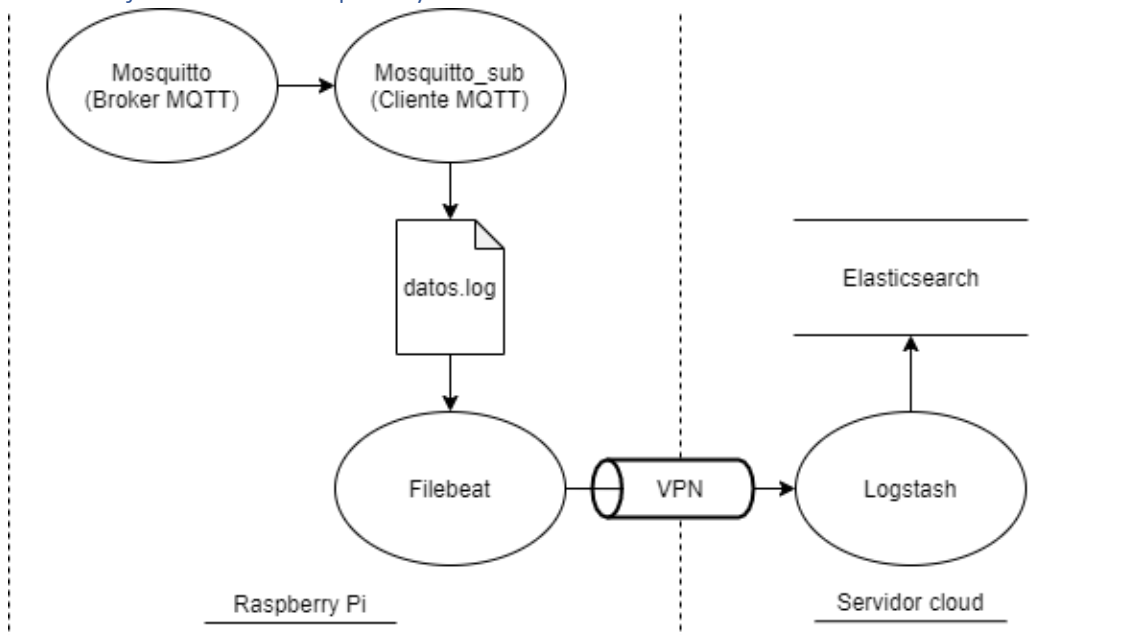 Mosquitto
(Broker MQTT)
Mosquitto_sub
(Cliente MQTT)
datos.log
Elasticsearch
Filebeat
VPN
Logstash
Raspberry Pi
Servidor cloud